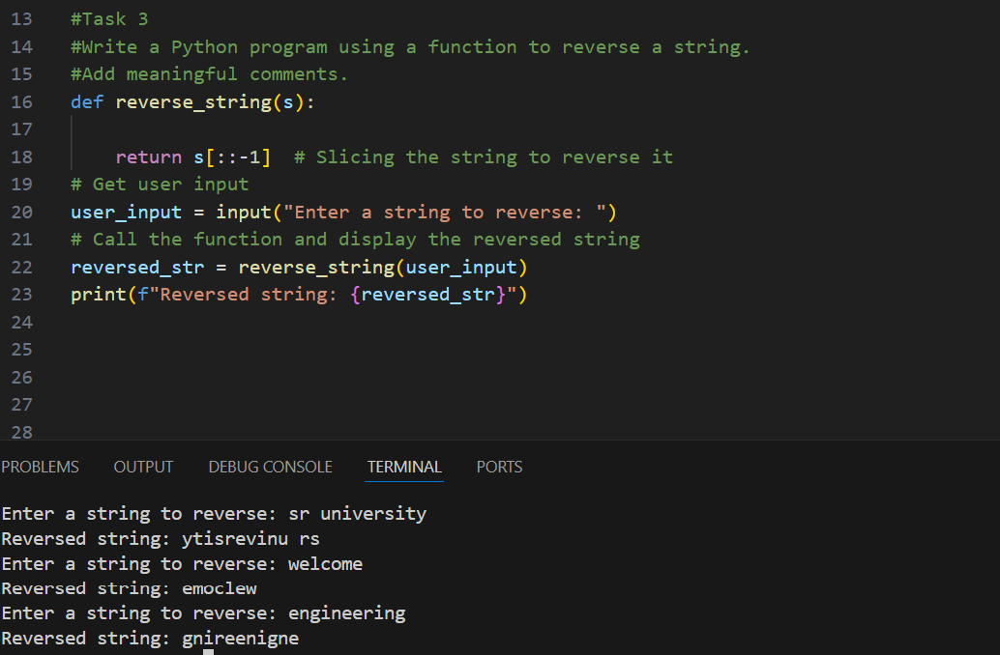 13 #Task 3
14 #Write a Python program using a function to reverse a string.
15 #Add meaningful comments.
16 def reverse_string(s):
17
18     return s[::-1]  # Slicing the string to reverse it
19 # Get user input
20 user_input = input("Enter a string to reverse: ")
21 # Call the function and display the reversed string
22 reversed_str = reverse_string(user_input)
23 print(f"Reversed string: {reversed_str}")
24
25
26
27
28
PROBLEMS OUTPUT DEBUG CONSOLE TERMINAL PORTS
Enter a string to reverse: sr university
Reversed string: ytisrevinu rs
Enter a string to reverse: welcome
Reversed string: emoclew
Enter a string to reverse: engineering
Reversed string: gnireenigne